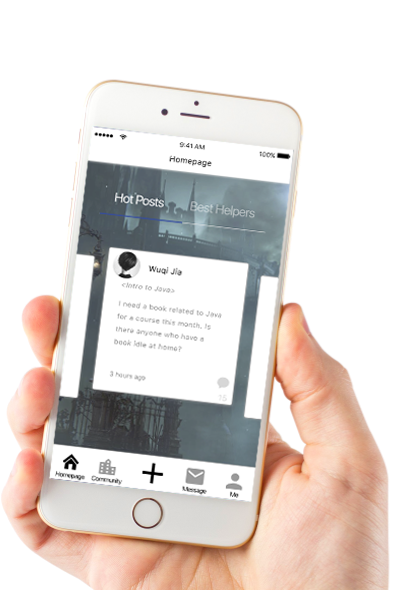 9:41 AM
100%
Homepage
Hot Posts
Best Helpers
Wuqi Jia
<Intro to Java>
I need a book related to Java
for a course this month, Is
there anyone who have a
book idle at home?
3 hours ago
15
Homepage
Community
Message
Me